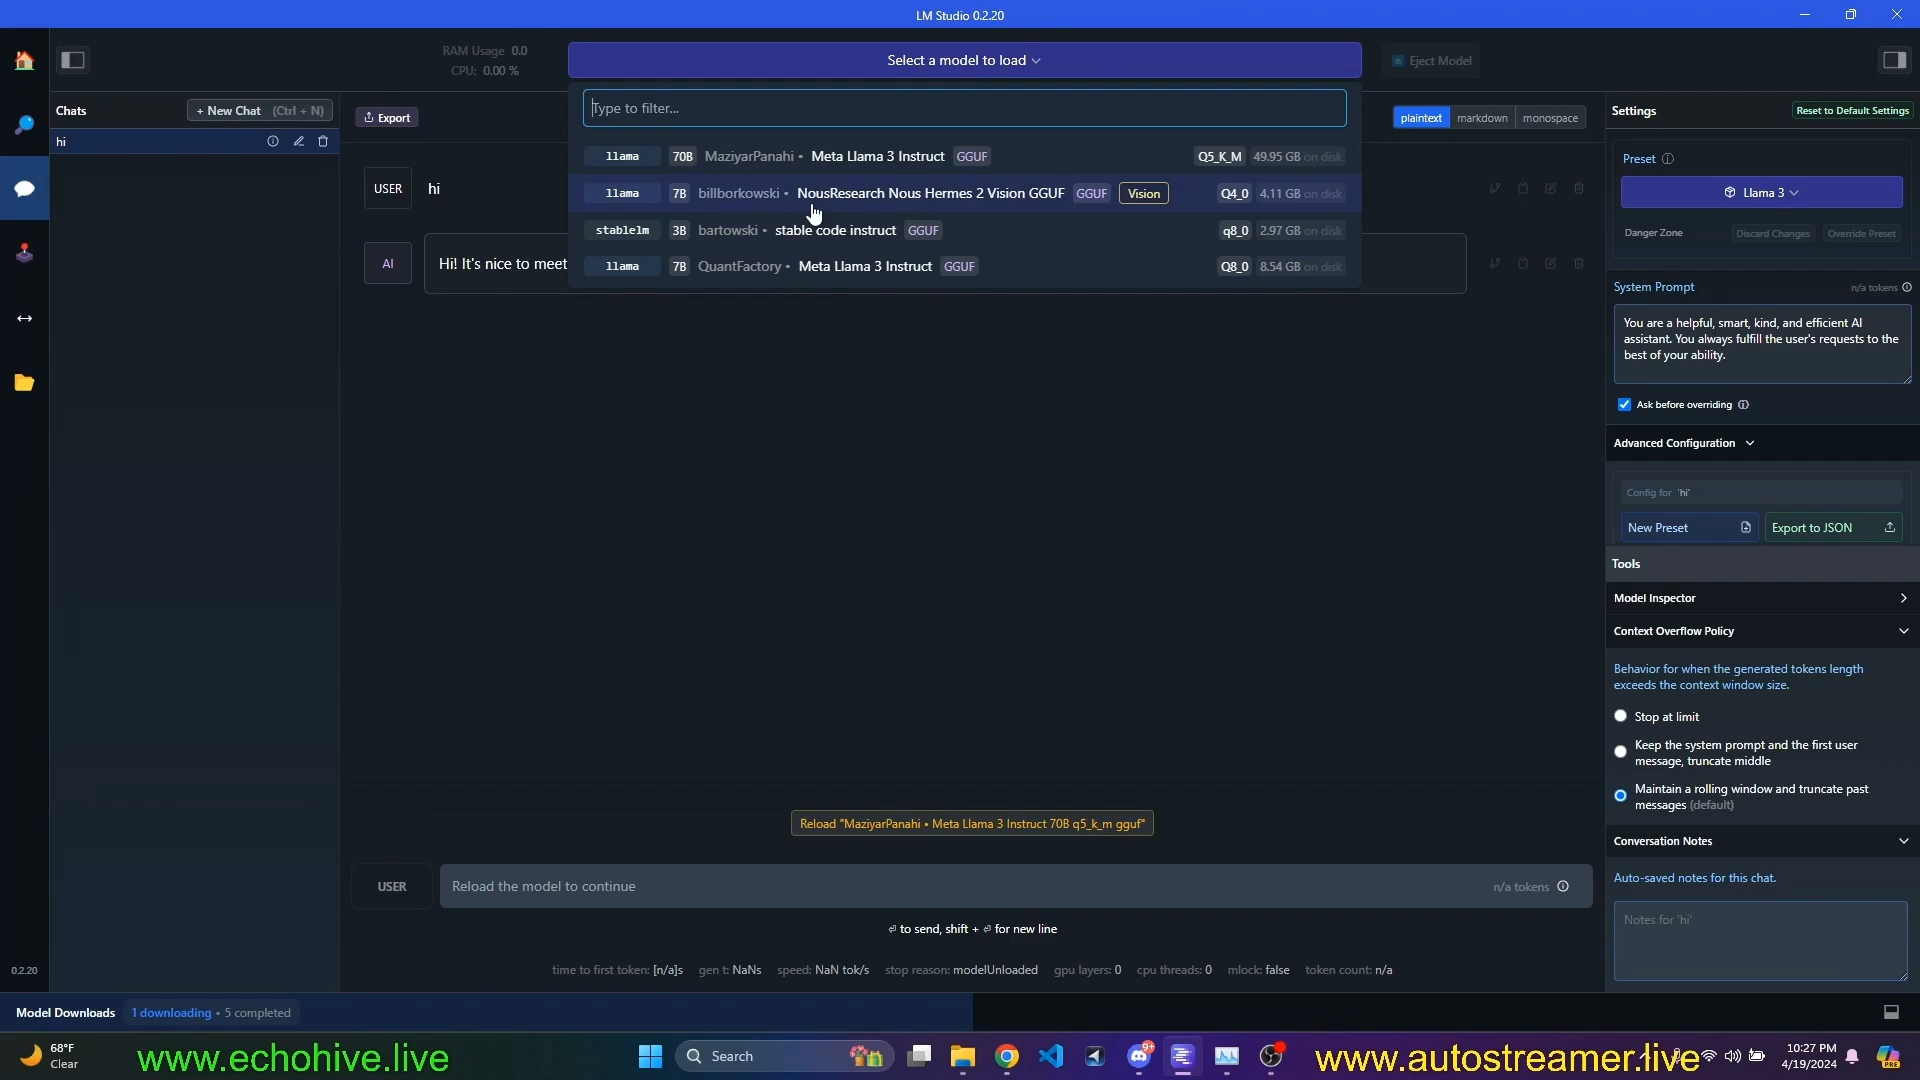 LM Studio 0.2.20
RAM Usage 0.0
CPU: 0.00 %
Select a model to load
Eject Model
Chats
+ New Chat (Ctrl + N)
hi
Export
Type to filter...
plaintext markdown monospace
llama 70B MaziyarPanahi • Meta Llama 3 Instruct GGUF Q5_K_M 49.95 GB on disk
llama 7B billborkowski • NousResearch Nous Hermes 2 Vision GGUF GGUF Vision Q4_0 4.11 GB on disk
stablelm 3B bartowski • stable code instruct GGUF q8_0 2.97 GB on disk
llama 7B QuantFactory • Meta Llama 3 Instruct GGUF Q8_0 8.54 GB on disk
USER hi
AI Hi! It's nice to meet
Settings
Reset to Default Settings
Preset
Llama 3
Danger Zone Discard Changes Override Preset
System Prompt n/a tokens
You are a helpful, smart, kind, and efficient AI
assistant. You always fulfill the user's requests to the
best of your ability.
Ask before overriding
Advanced Configuration
Config for 'hi'
New Preset Export to JSON
Tools
Model Inspector
Context Overflow Policy
Behavior for when the generated tokens length
exceeds the context window size.
Stop at limit
Keep the system prompt and the first user
message, truncate middle
Maintain a rolling window and truncate past
messages (default)
Conversation Notes
Auto-saved notes for this chat.
Notes for 'hi'
Reload "MaziyarPanahi • Meta Llama 3 Instruct 70B q5_k_m gguf"
USER Reload the model to continue n/a tokens
⏎ to send, shift + ⏎ for new line
time to first token: [n/a]s gen t: NaNs speed: NaN tok/s stop reason: modelUnloaded gpu layers: 0 cpu threads: 0 mlock: false token count: n/a
0.2.20
Model Downloads 1 downloading • 5 completed
68°F
Clear
www.echohive.live
Search
9+
www.autostreamer.live
10:27 PM
4/19/2024
PRE